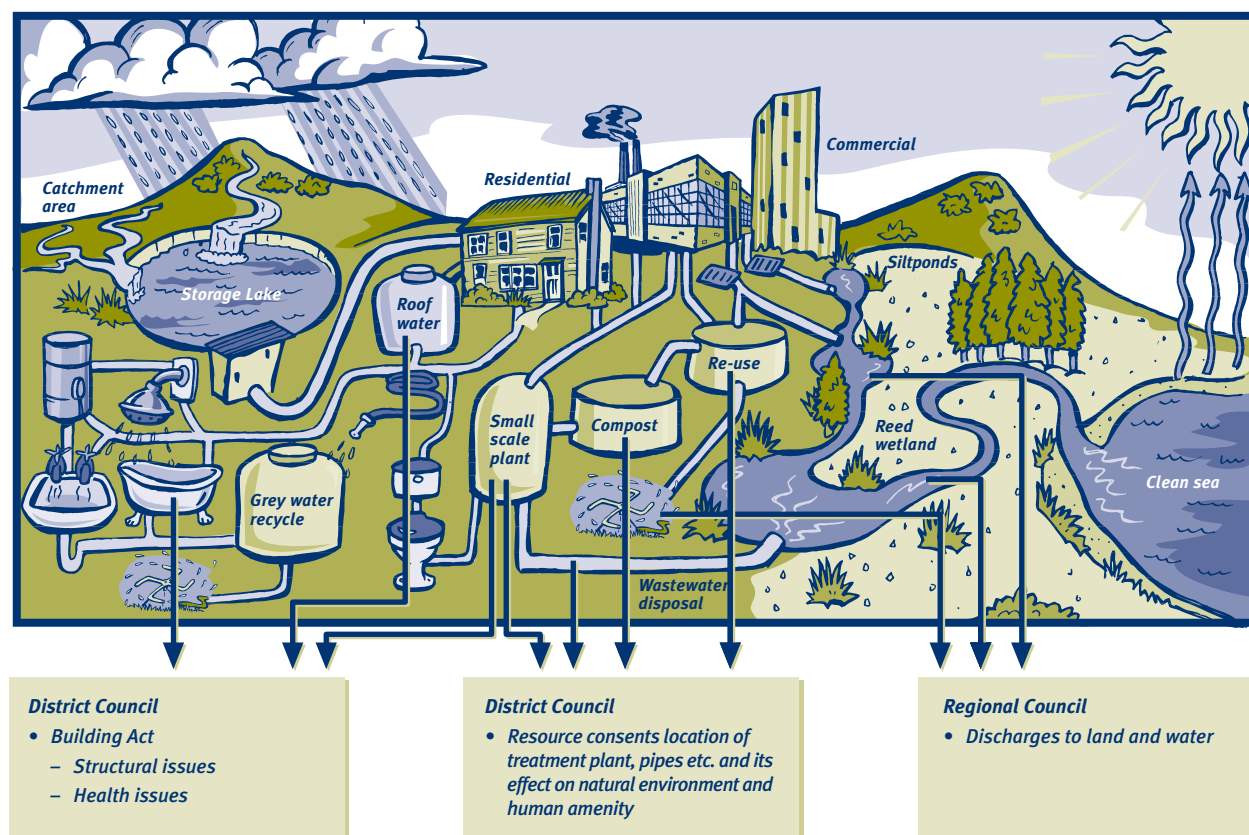 Catchment
area
Storage Lake
Residential
Commercial
Roof
water
Siltponds
Re-use
Small
scale
plant
Compost
Reed
wetland
Clean sea
Grey water
recycle
Wastewater
disposal
District Council
• Building Act
– Structural issues
– Health issues
District Council
• Resource consents location of
treatment plant, pipes etc. and its
effect on natural environment and
human amenity
Regional Council
• Discharges to land and water